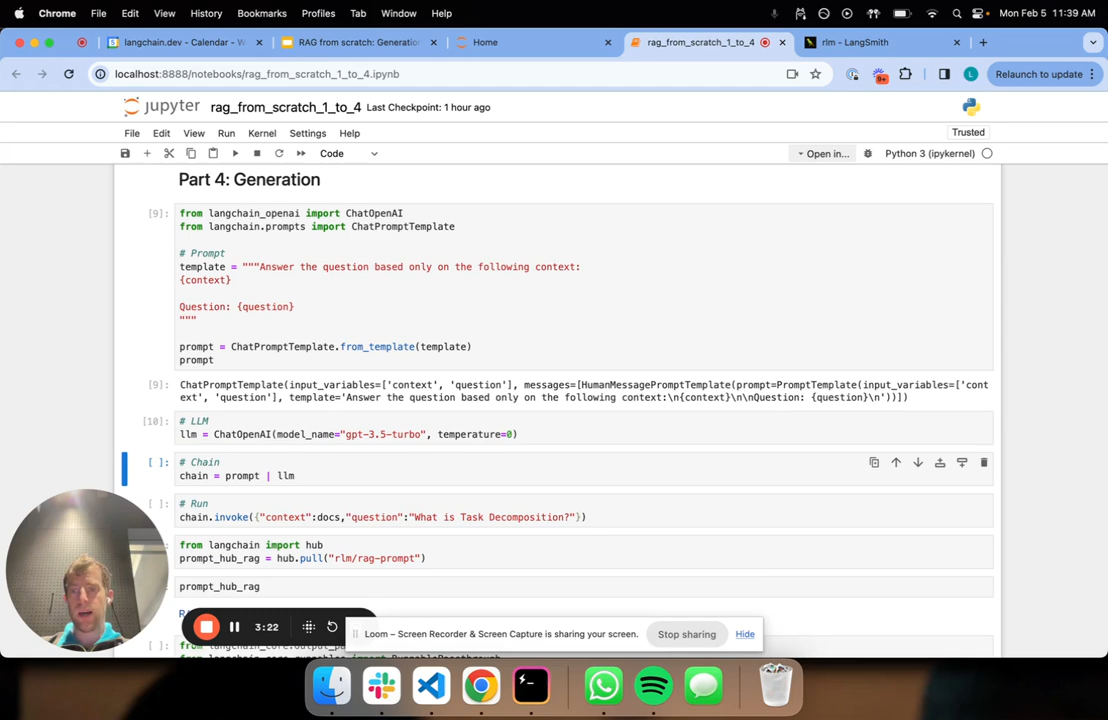 Chrome File Edit View History Bookmarks Profiles Tab Window Help Mon Feb 5 11:39 AM
langchain.dev - Calendar - W RAG from scratch: Generation Home rag_from_scratch_1_to_4 rlm - LangSmith
localhost:8888/notebooks/rag_from_scratch_1_to_4.ipynb 9+ L Relaunch to update
jupyter rag_from_scratch_1_to_4 Last Checkpoint: 1 hour ago
File Edit View Run Kernel Settings Help Trusted
Code Open in... Python 3 (ipykernel)
Part 4: Generation
[9]: from langchain_openai import ChatOpenAI
from langchain.prompts import ChatPromptTemplate
# Prompt
template = """Answer the question based only on the following context:
{context}
Question: {question}
"""
prompt = ChatPromptTemplate.from_template(template)
prompt
[9]: ChatPromptTemplate(input_variables=['context', 'question'], messages=[HumanMessagePromptTemplate(prompt=PromptTemplate(input_variables=['cont
ext', 'question'], template='Answer the question based only on the following context:\n{context}\n\nQuestion: {question}\n'))])
[10]: # LLM
llm = ChatOpenAI(model_name="gpt-3.5-turbo", temperature=0)
[ ]: # Chain
chain = prompt | llm
[ ]: # Run
chain.invoke({"context":docs,"question":"What is Task Decomposition?"})
from langchain import hub
prompt_hub_rag = hub.pull("rlm/rag-prompt")
prompt_hub_rag
3:22 Loom – Screen Recorder & Screen Capture is sharing your screen. Stop sharing Hide